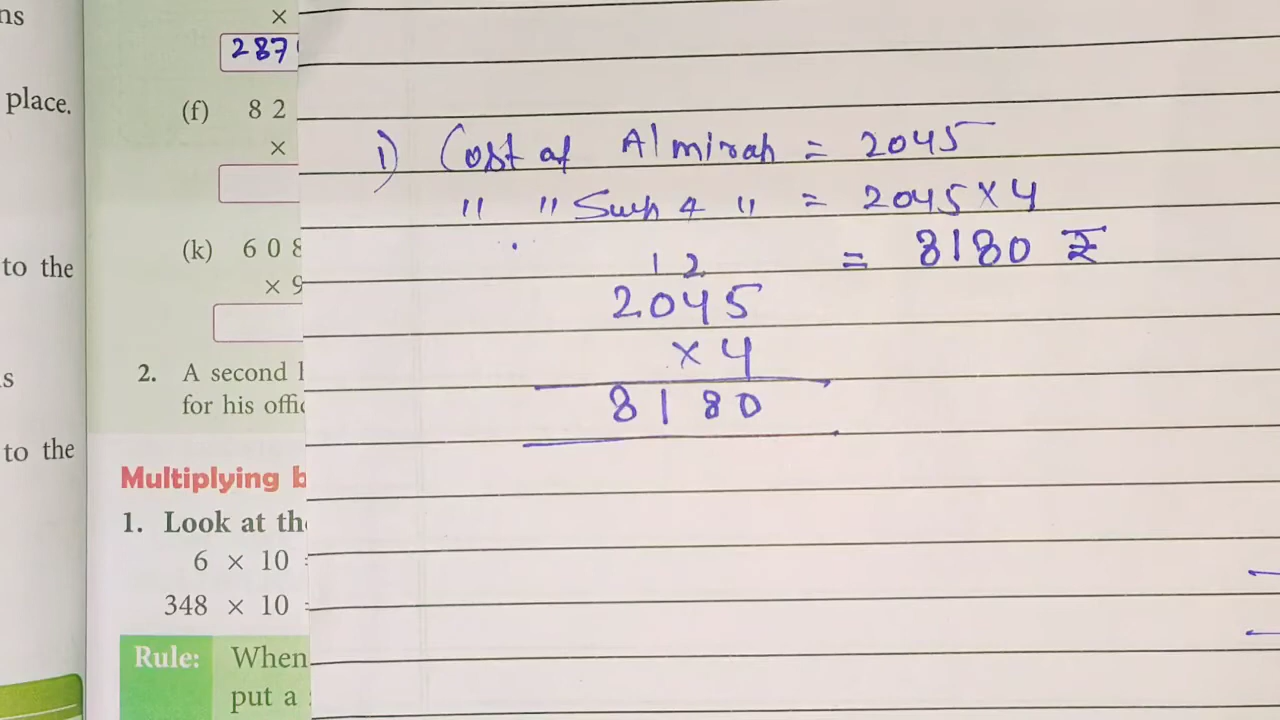 ns
place.
to the
to the
×
287
(f) 8 2
×
(k) 6 0 8
× 9
2. A second
for his offic
Multiplying b
1. Look at th
6 × 10 =
348 × 10 =
Rule: When
put a
1) Cost of Almirah = 2045
" " Such 4 " = 2045 × 4
= 8180 ₹
1 2
2045
× 4
8180